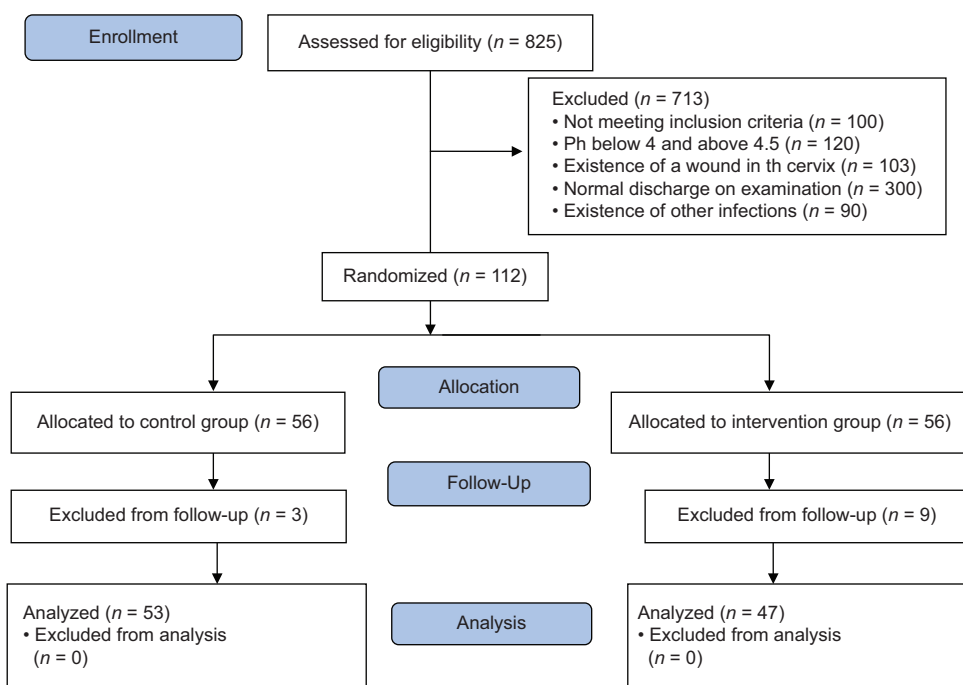 Enrollment
Assessed for eligibility (n = 825)
Excluded (n = 713)
• Not meeting inclusion criteria (n = 100)
• Ph below 4 and above 4.5 (n = 120)
• Existence of a wound in th cervix (n = 103)
• Normal discharge on examination (n = 300)
• Existence of other infections (n = 90)
Randomized (n = 112)
Allocation
Allocated to control group (n = 56)
Allocated to intervention group (n = 56)
Follow-Up
Excluded from follow-up (n = 3)
Excluded from follow-up (n = 9)
Analysis
Analyzed (n = 53)
• Excluded from analysis
(n = 0)
Analyzed (n = 47)
• Excluded from analysis
(n = 0)